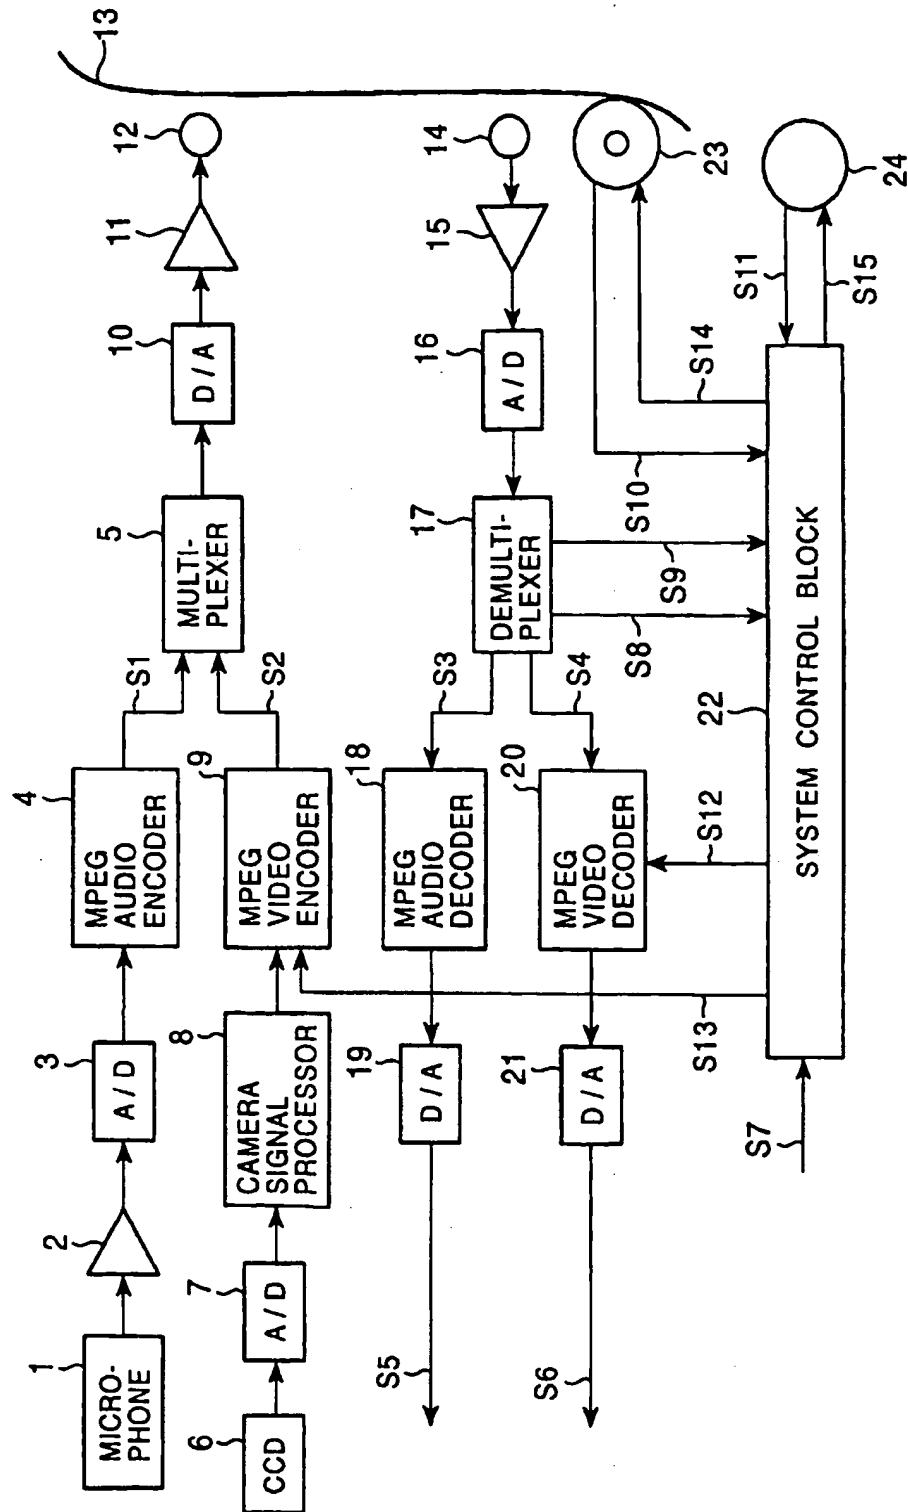 1
MICRO-
PHONE
2
3
A/D
4
MPEG
AUDIO
ENCODER
S1
5
MULTI-
PLEXER
10
D/A
11
12
13
6
CCD
7
A/D
8
CAMERA
SIGNAL
PROCESSOR
9
MPEG
VIDEO
ENCODER
S2
S5
19
D/A
18
MPEG
AUDIO
DECODER
S3
17
DEMULTI-
PLEXER
16
A/D
15
14
S6
21
D/A
20
MPEG
VIDEO
DECODER
S4
S8
S9
S10
S14
23
S13
S12
S7
22
SYSTEM CONTROL BLOCK
S11
S15
24